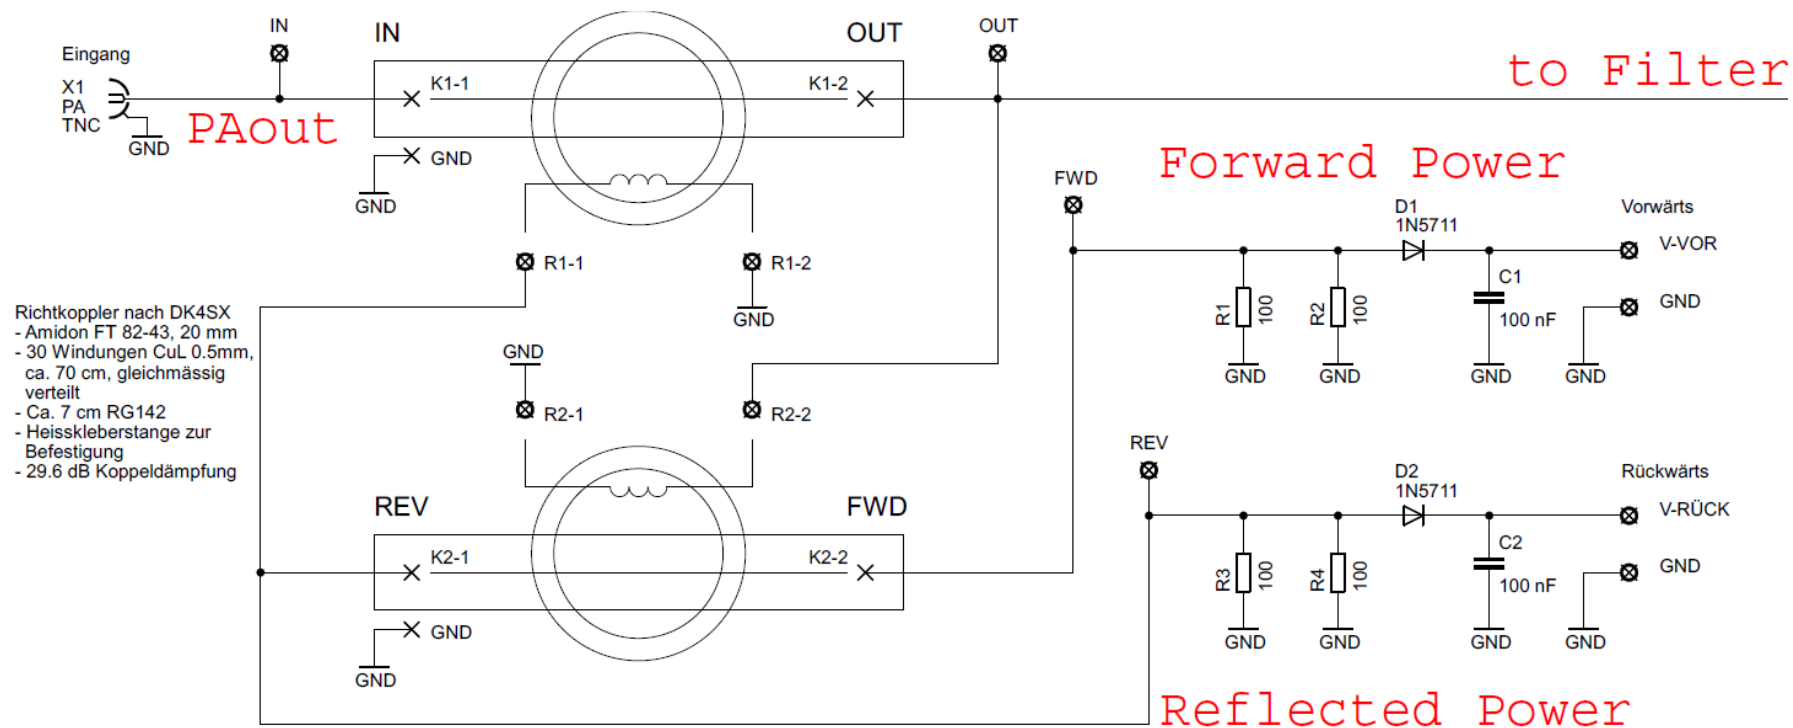 IN
Eingang
X1
PA
TNC
GND
PAout
IN
OUT
K1-1
K1-2
GND
GND
OUT
to Filter
Forward Power
FWD
D1
1N5711
Vorwärts
V-VOR
R1
100
R2
100
C1
100 nF
GND
GND
GND
GND
GND
R1-1
R1-2
GND
Richtkoppler nach DK4SX
- Amidon FT 82-43, 20 mm
- 30 Windungen CuL 0.5mm,
ca. 70 cm, gleichmässig
verteilt
- Ca. 7 cm RG142
- Heisskleberstange zur
Befestigung
- 29.6 dB Koppeldämpfung
GND
R2-1
R2-2
REV
FWD
K2-1
K2-2
GND
GND
REV
D2
1N5711
Rückwärts
V-RÜCK
R3
100
R4
100
C2
100 nF
GND
GND
GND
GND
GND
Reflected Power